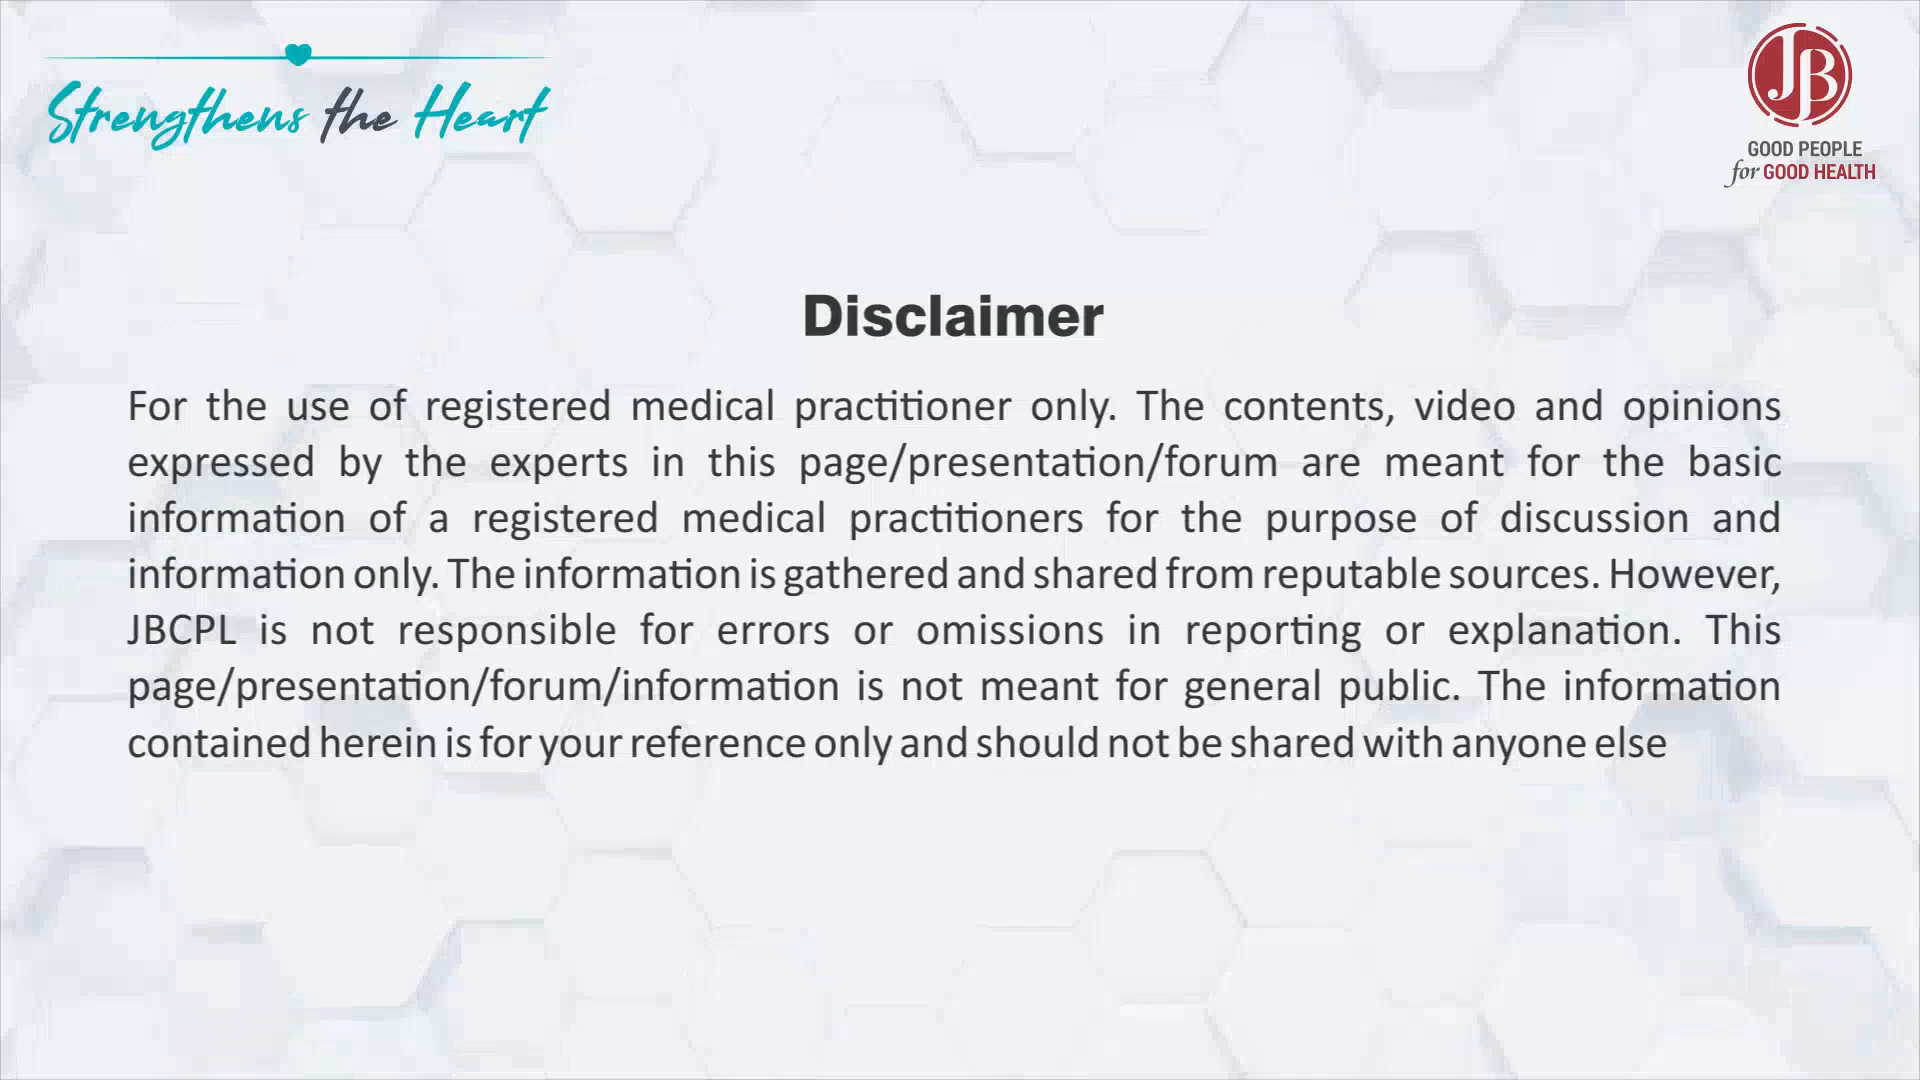 Strengthens the Heart
JB
GOOD PEOPLE
for GOOD HEALTH
Disclaimer
For the use of registered medical practitioner only. The contents, video and opinions
expressed by the experts in this page/presentation/forum are meant for the basic
information of a registered medical practitioners for the purpose of discussion and
information only. The information is gathered and shared from reputable sources. However,
JBCPL is not responsible for errors or omissions in reporting or explanation. This
page/presentation/forum/information is not meant for general public. The information
contained herein is for your reference only and should not be shared with anyone else